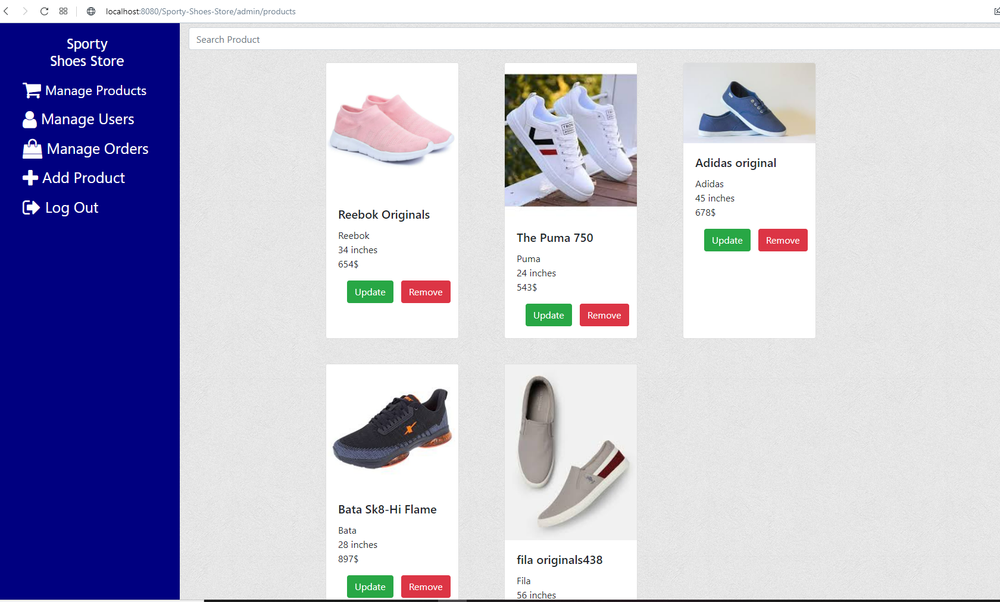 localhost:8080/Sporty-Shoes-Store/admin/products
Sporty
Shoes Store
Manage Products
Manage Users
Manage Orders
Add Product
Log Out
Search Product
Reebok Originals
Reebok
34 inches
654$
Update Remove
The Puma 750
Puma
24 inches
543$
Update Remove
Adidas original
Adidas
45 inches
678$
Update Remove
Bata Sk8-Hi Flame
Bata
28 inches
897$
Update Remove
fila originals438
Fila
56 inches